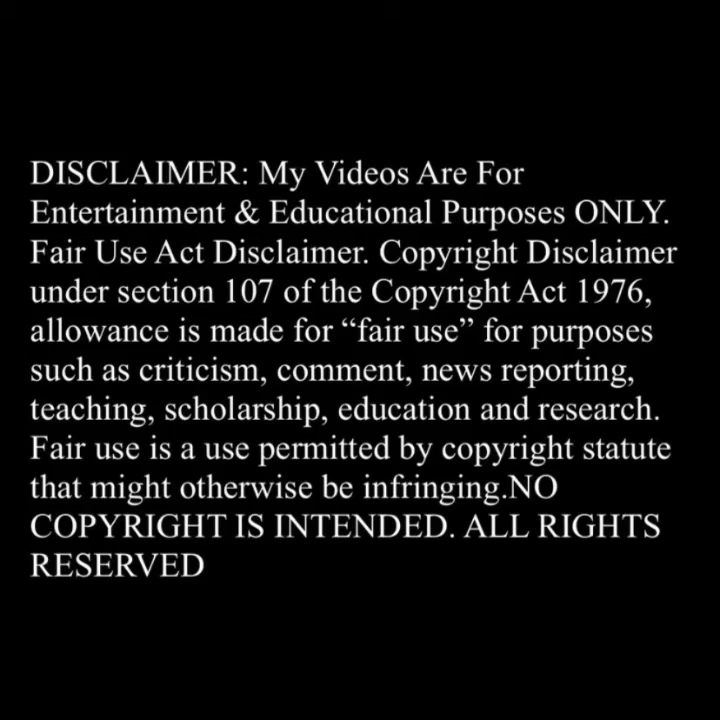 DISCLAIMER: My Videos Are For
Entertainment & Educational Purposes ONLY.
Fair Use Act Disclaimer. Copyright Disclaimer
under section 107 of the Copyright Act 1976,
allowance is made for “fair use” for purposes
such as criticism, comment, news reporting,
teaching, scholarship, education and research.
Fair use is a use permitted by copyright statute
that might otherwise be infringing.NO
COPYRIGHT IS INTENDED. ALL RIGHTS
RESERVED